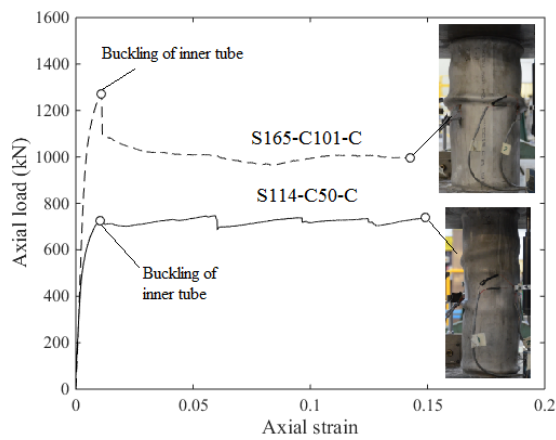 1600
Buckling of inner tube
1400
1200
S165-C101-C
1000
S114-C50-C
800
600
Buckling of
inner tube
400
200
0
0
0.05
0.1
0.15
0.2
Axial load (kN)
Axial strain